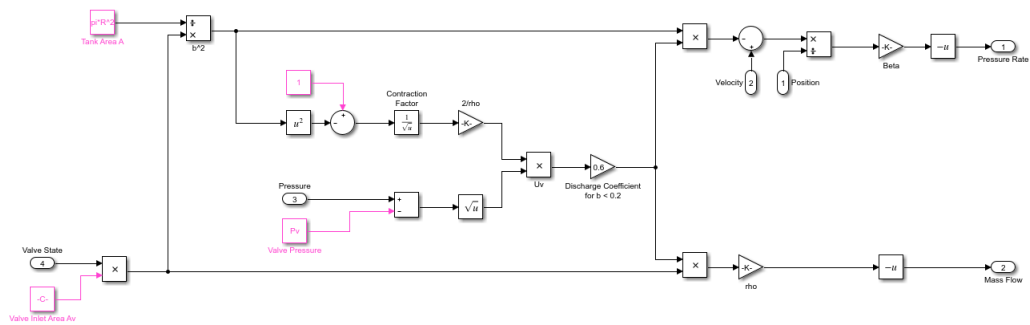 pi*R^2
Tank Area A
÷
×
b^2
1
u²
−
+
Contraction
Factor
1
√u
2/rho
-K-
Pressure
3
Pv
Valve Pressure
+
−
√u
×
Uv
0.6
Discharge Coefficient
for b < 0.2
Valve State
4
-C-
Valve Inlet Area Av
×
×
−
+
Velocity
2
×
÷
1
Position
-K-
Beta
−u
1
Pressure Rate
×
-K-
rho
−u
2
Mass Flow